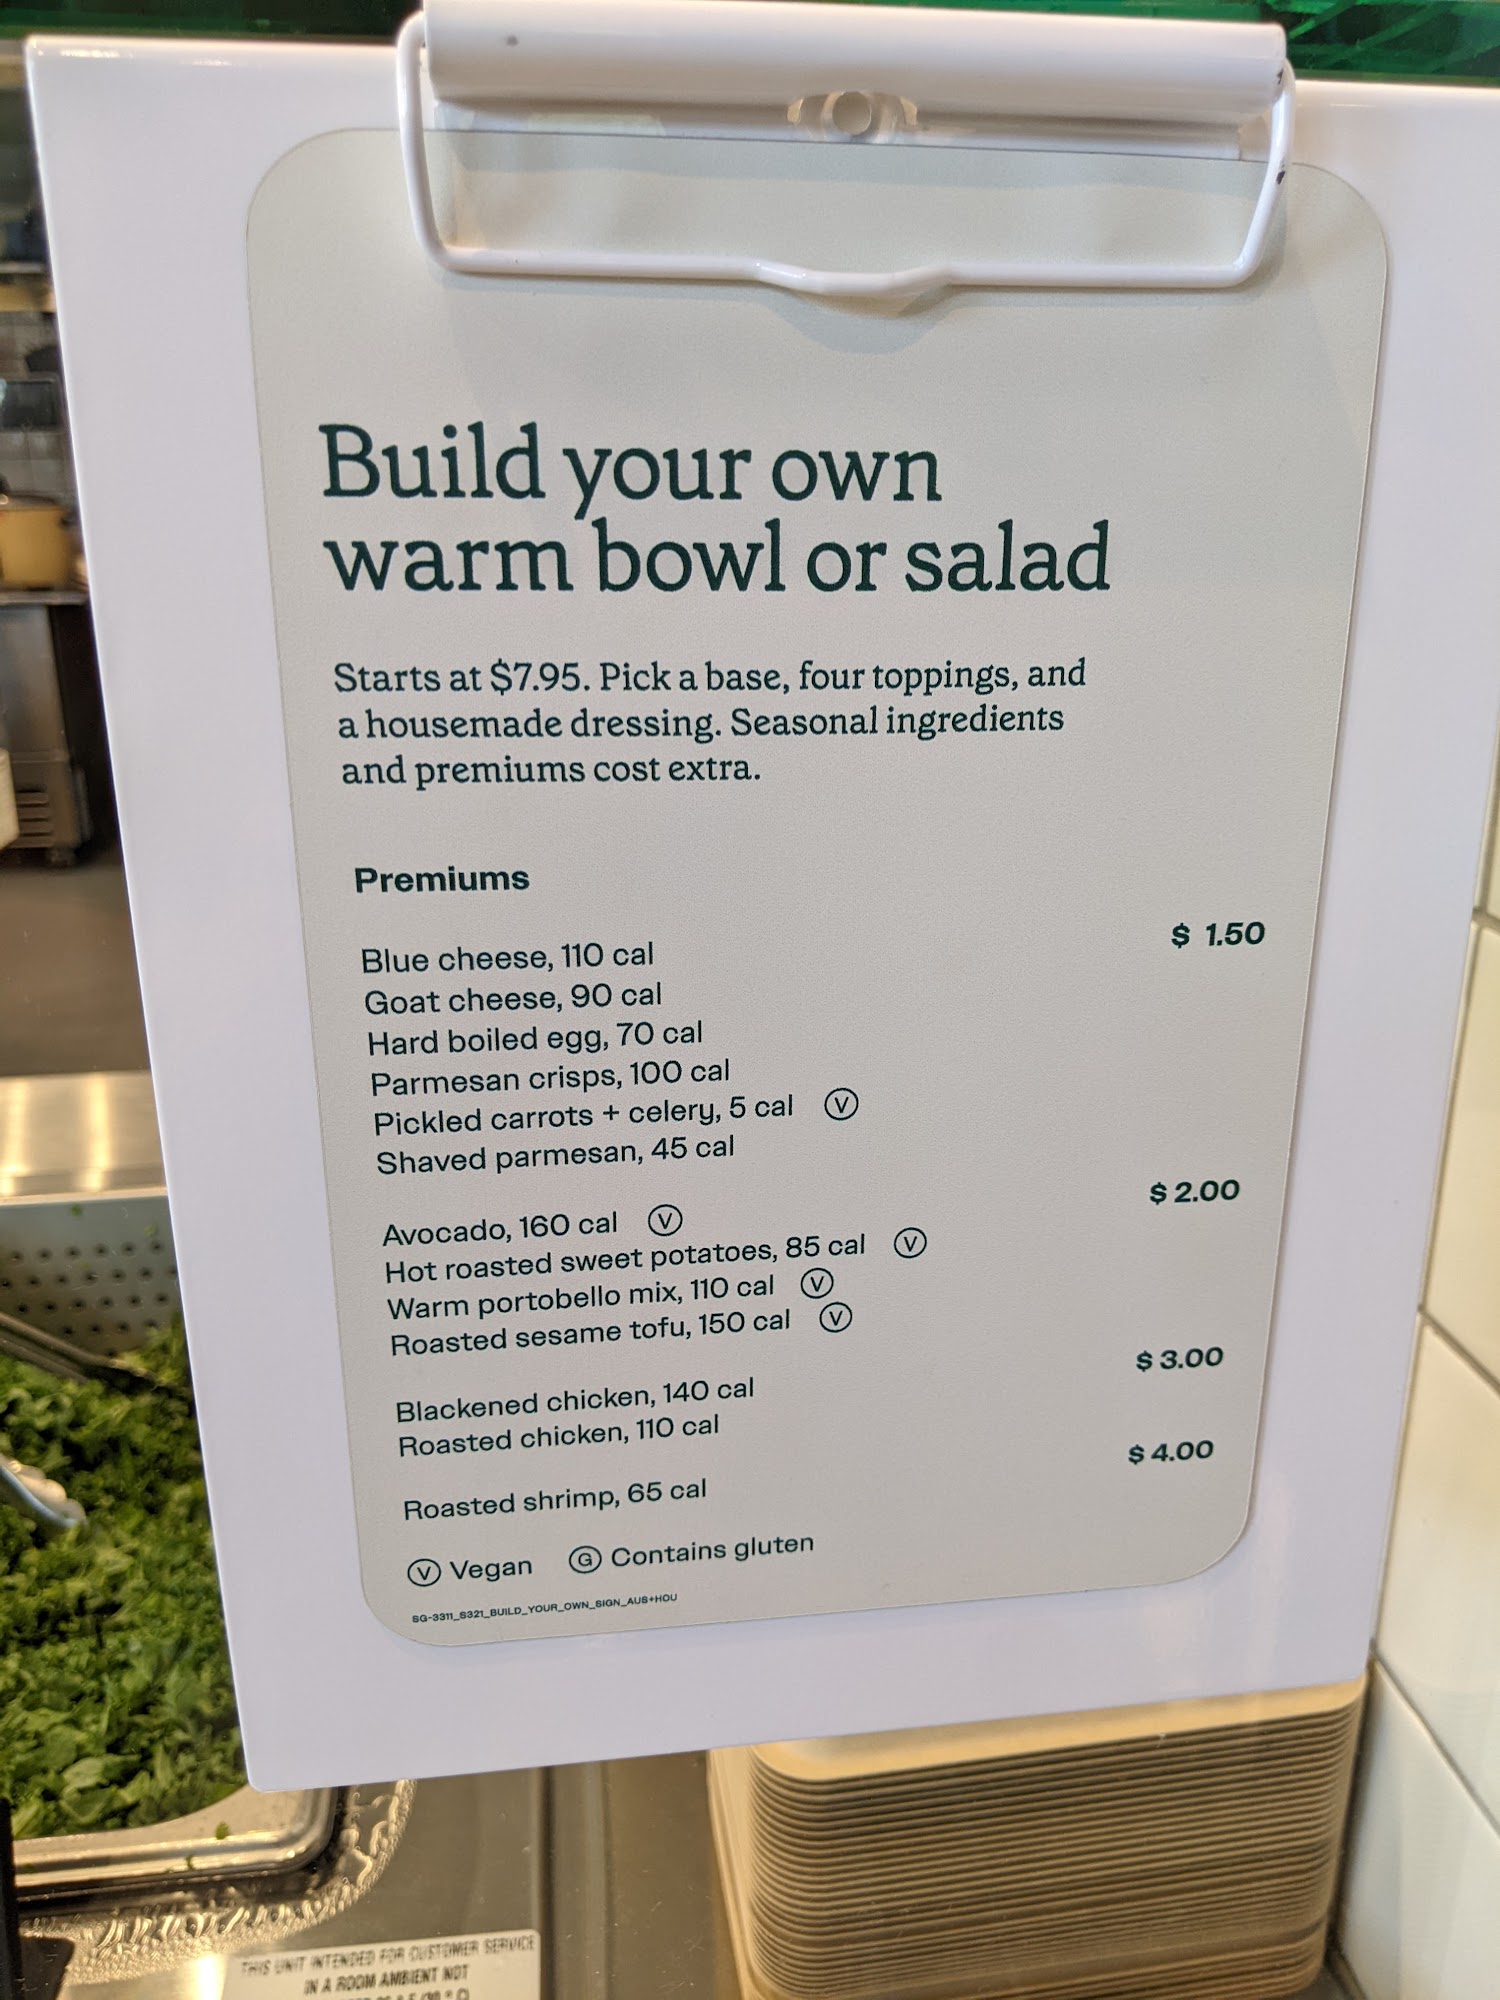 Build your own
warm bowl or salad
Starts at $7.95. Pick a base, four toppings, and
a housemade dressing. Seasonal ingredients
and premiums cost extra.
Premiums
$ 1.50
Blue cheese, 110 cal
Goat cheese, 90 cal
Hard boiled egg, 70 cal
Parmesan crisps, 100 cal
Pickled carrots + celery, 5 cal V
Shaved parmesan, 45 cal
$ 2.00
Avocado, 160 cal V
Hot roasted sweet potatoes, 85 cal V
Warm portobello mix, 110 cal V
Roasted sesame tofu, 150 cal V
$ 3.00
Blackened chicken, 140 cal
Roasted chicken, 110 cal
$ 4.00
Roasted shrimp, 65 cal
V Vegan G Contains gluten
SG-3311_S321_BUILD_YOUR_OWN_SIGN_AUS+HOU
THIS UNIT INTENDED FOR CUSTOMER SERVICE
IN A ROOM AMBIENT NOT